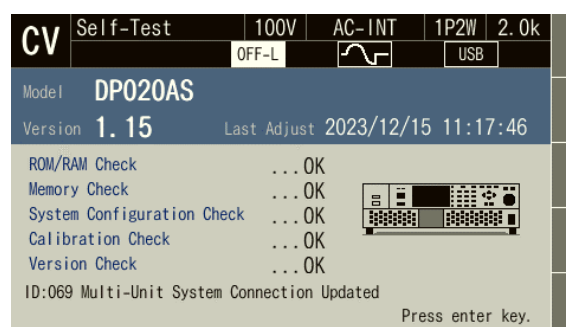 CV Self-Test 100V AC-INT 1P2W 2.0k
OFF-L USB
Model DP020AS
Version 1.15 Last Adjust 2023/12/15 11:17:46
ROM/RAM Check ...OK
Memory Check ...OK
System Configuration Check ...OK
Calibration Check ...OK
Version Check ...OK
ID:069 Multi-Unit System Connection Updated
Press enter key.